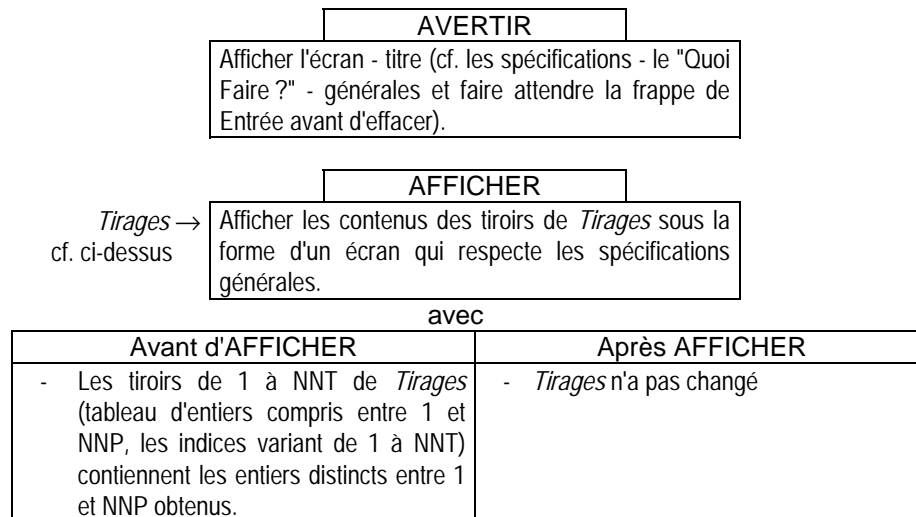 AVERTIR
Afficher l'écran - titre (cf. les spécifications - le "Quoi
Faire ?" - générales et faire attendre la frappe de
Entrée avant d'effacer).
AFFICHER
Tirages →
cf. ci-dessus
Afficher les contenus des tiroirs de Tirages sous la
forme d'un écran qui respecte les spécifications
générales.
avec
Avant d'AFFICHER
Après AFFICHER
- Les tiroirs de 1 à NNT de Tirages
(tableau d'entiers compris entre 1 et
NNP, les indices variant de 1 à NNT)
contiennent les entiers distincts entre 1
et NNP obtenus.
- Tirages n'a pas changé